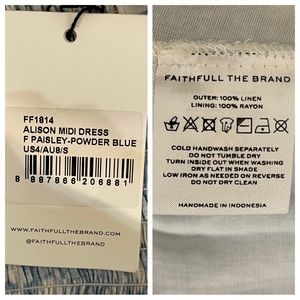 FF1814
ALISON MIDI DRESS
F PAISLEY-POWDER BLUE
US4/AU8/S
8 887866 206881
FAITHFULLTHEBRAND.COM
@FAITHFULLTHEBRAND
FAITHFULL THE BRAND
OUTER: 100% LINEN
LINING: 100% RAYON
COLD HANDWASH SEPARATELY
DO NOT TUMBLE DRY
TURN INSIDE OUT WHEN WASHING
DRY FLAT IN SHADE
LOW IRON AS NEEDED ON REVERSE
DO NOT DRY CLEAN
HANDMADE IN INDONESIA